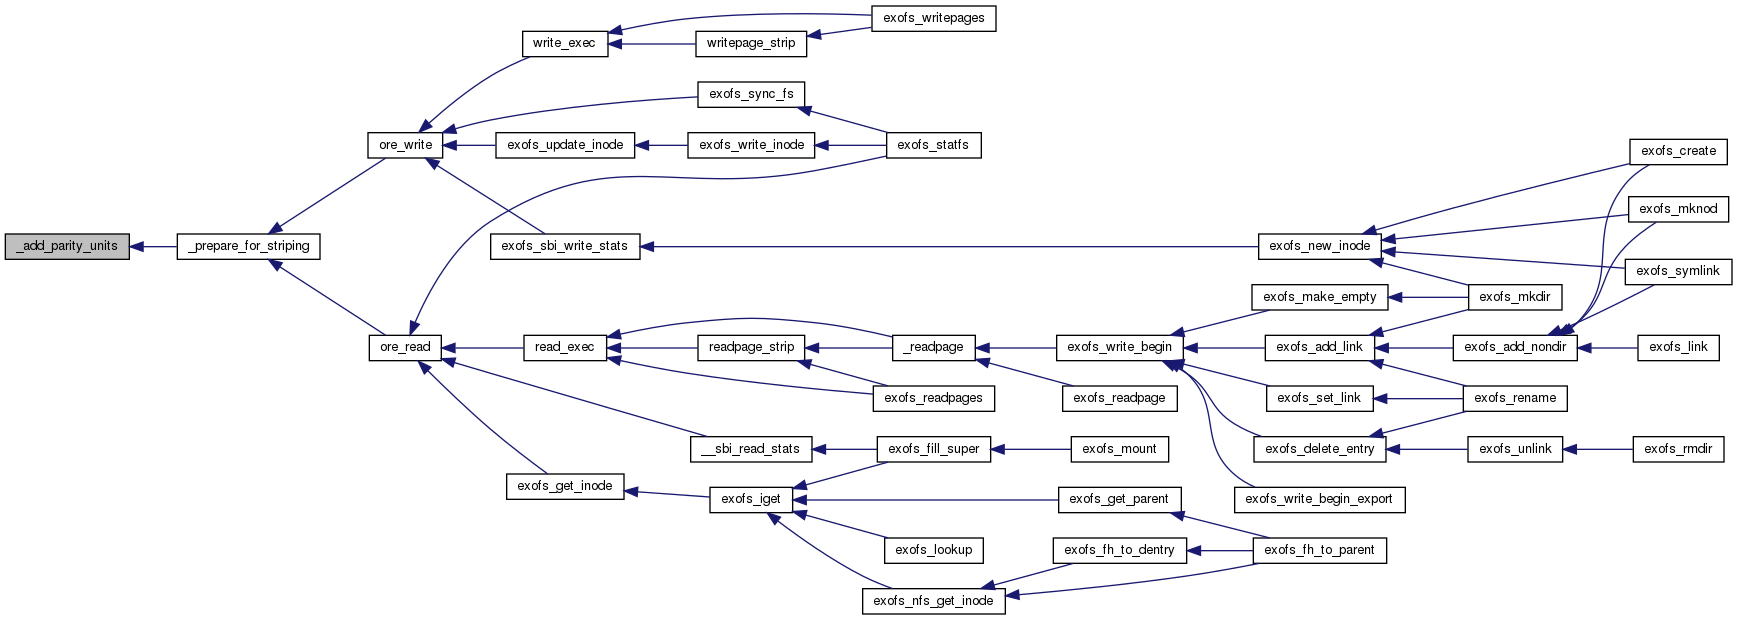 exofs_writepages
write_exec
writepage_strip
exofs_sync_fs
ore_write
exofs_update_inode
exofs_write_inode
exofs_statfs
exofs_create
exofs_mknod
_add_parity_units
_prepare_for_striping
exofs_sbi_write_stats
exofs_new_inode
exofs_symlink
exofs_make_empty
exofs_mkdir
ore_read
read_exec
readpage_strip
_readpage
exofs_write_begin
exofs_add_link
exofs_add_nondir
exofs_link
exofs_readpages
exofs_readpage
exofs_set_link
exofs_rename
__sbi_read_stats
exofs_fill_super
exofs_mount
exofs_delete_entry
exofs_unlink
exofs_rmdir
exofs_get_inode
exofs_iget
exofs_get_parent
exofs_write_begin_export
exofs_lookup
exofs_fh_to_dentry
exofs_fh_to_parent
exofs_nfs_get_inode